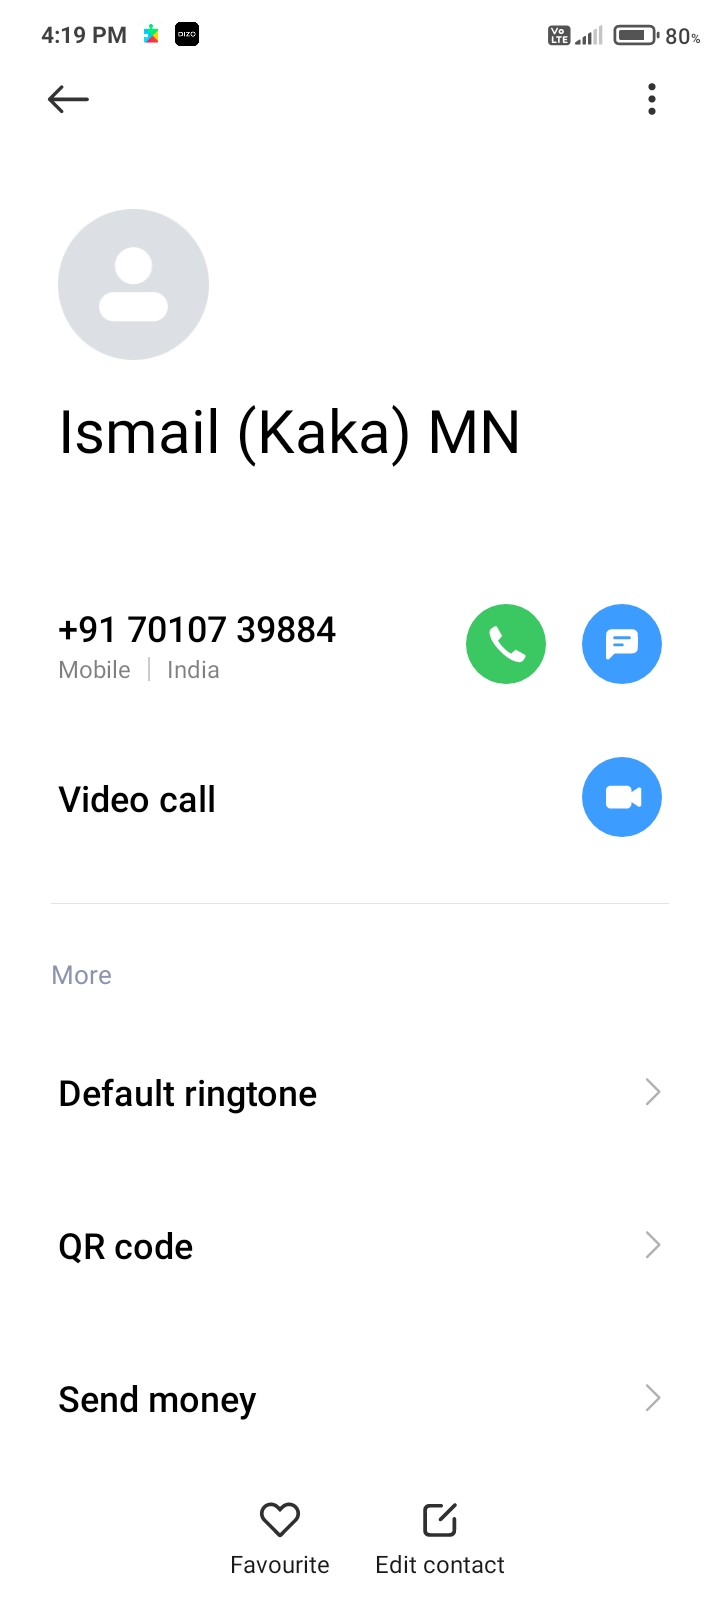 4:19 PM DIZO Vo LTE 80%
Ismail (Kaka) MN
+91 70107 39884
Mobile | India
Video call
More
Default ringtone
QR code
Send money
Favourite Edit contact